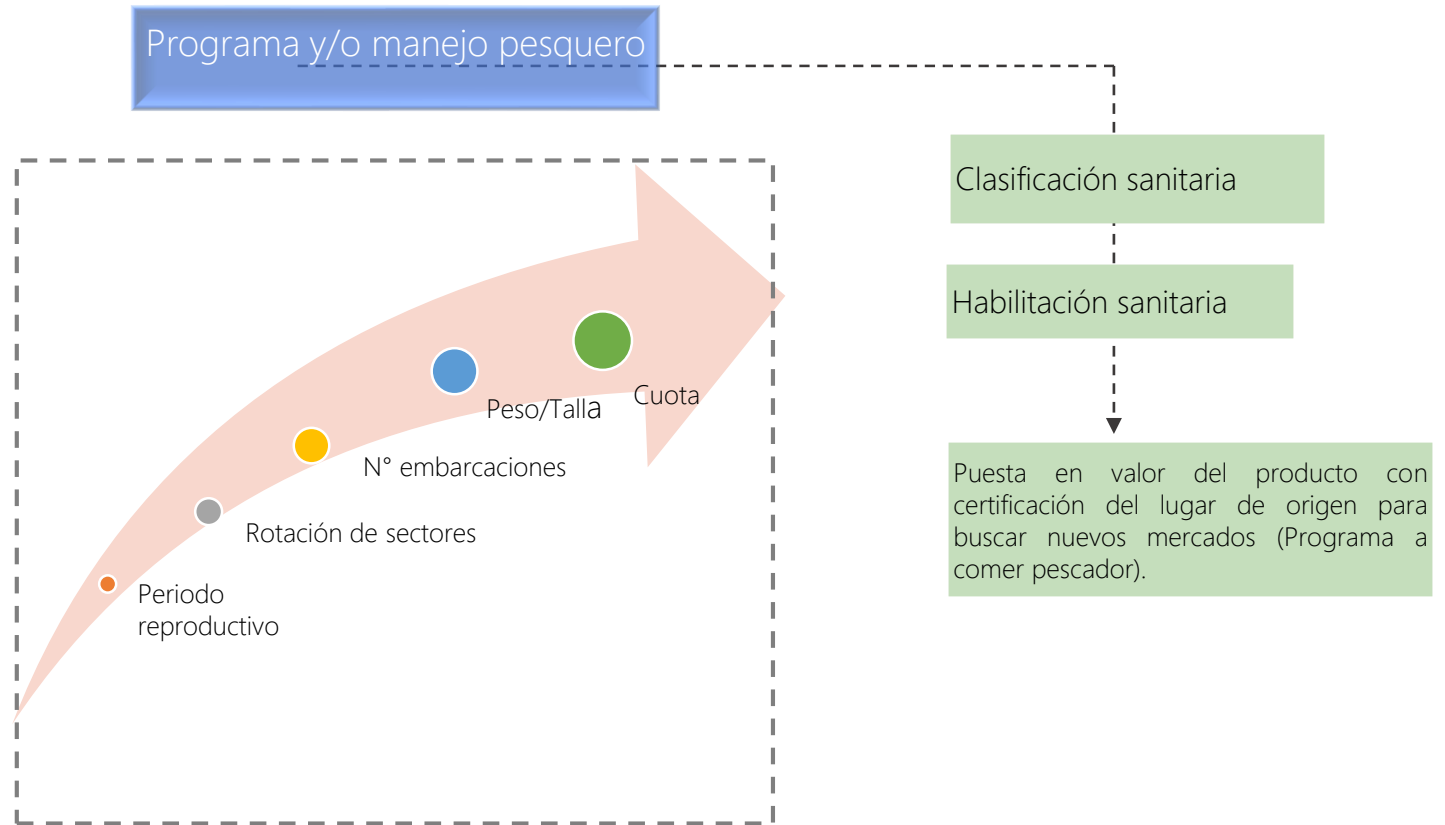 Programa y/o manejo pesquero
Clasificación sanitaria
Habilitación sanitaria
Puesta en valor del producto con
certificación del lugar de origen para
buscar nuevos mercados (Programa a
comer pescador).
Cuota
Peso/Talla
N° embarcaciones
Rotación de sectores
Periodo
reproductivo